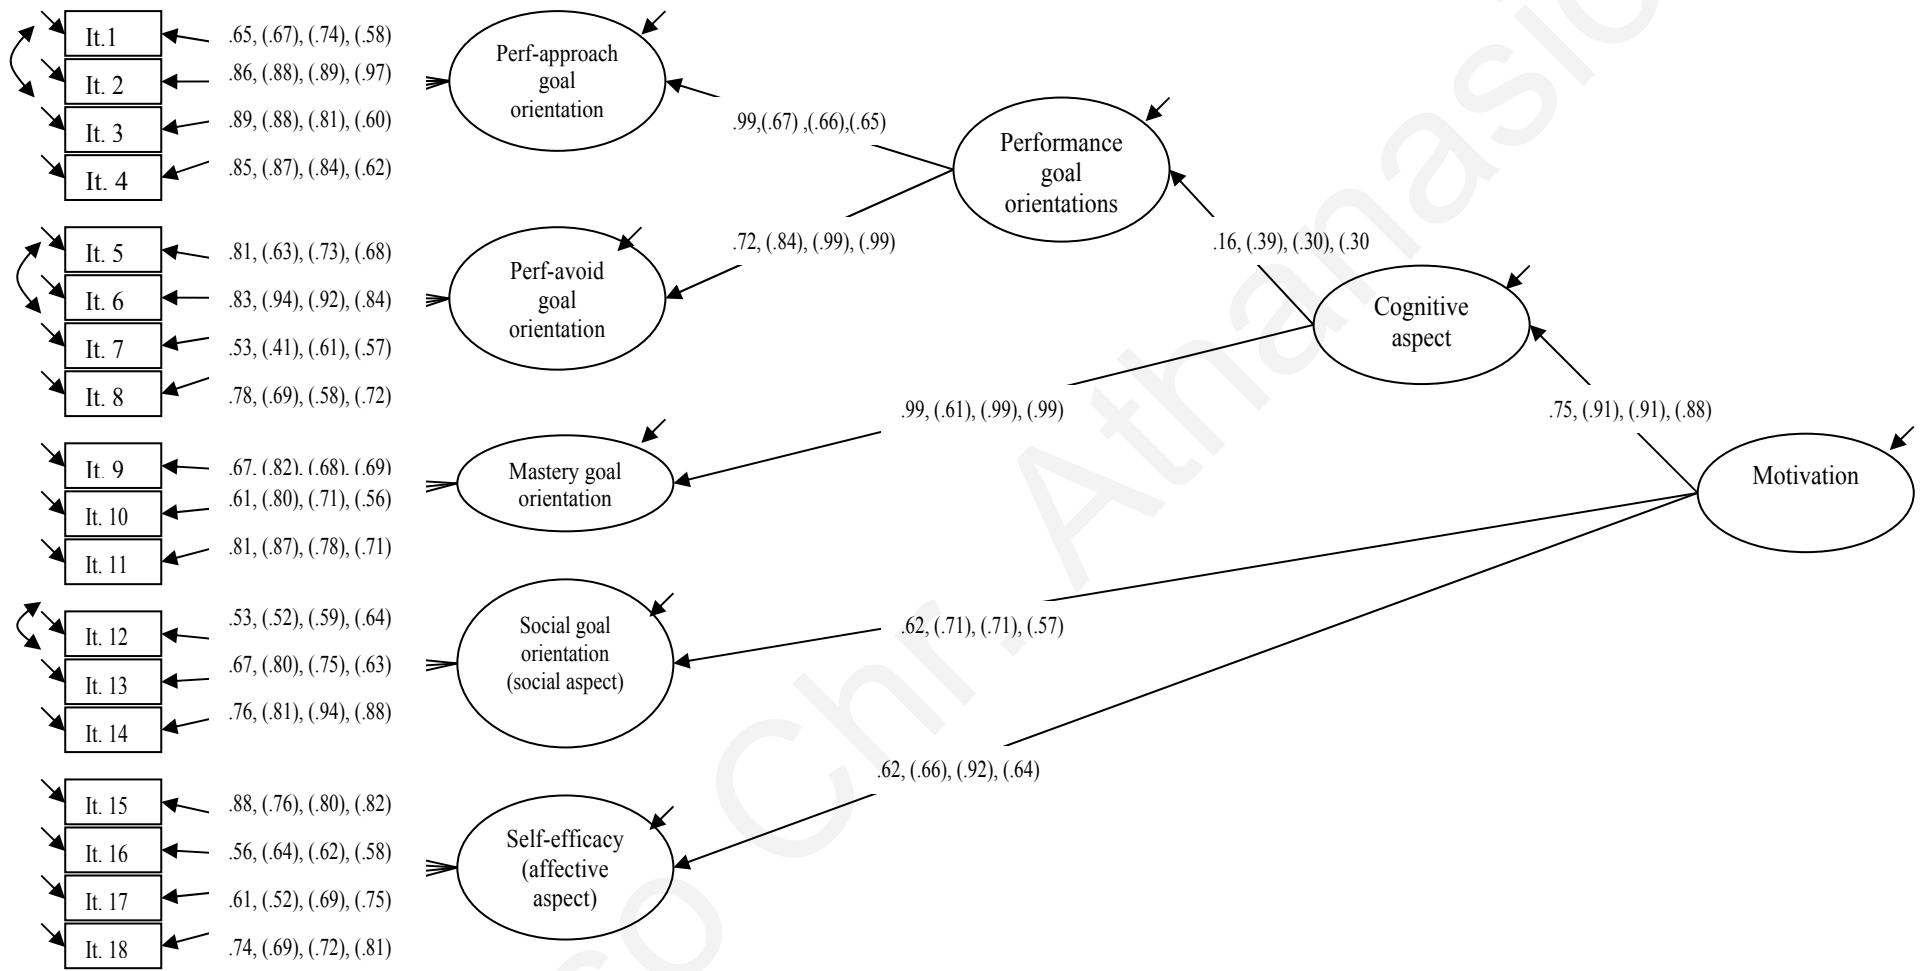 It.1
.65, (.67), (.74), (.58)
It. 2
.86, (.88), (.89), (.97)
It. 3
.89, (.88), (.81), (.60)
It. 4
.85, (.87), (.84), (.62)
Perf-approach
goal
orientation
.99,(.67) ,(.66),(.65)
Performance
goal
orientations
It. 5
.81, (.63), (.73), (.68)
It. 6
.83, (.94), (.92), (.84)
It. 7
.53, (.41), (.61), (.57)
It. 8
.78, (.69), (.58), (.72)
Perf-avoid
goal
orientation
.72, (.84), (.99), (.99)
.16, (.39), (.30), (.30
Cognitive
aspect
It. 9
.67, (.82), (.68), (.69)
It. 10
.61, (.80), (.71), (.56)
It. 11
.81, (.87), (.78), (.71)
Mastery goal
orientation
.99, (.61), (.99), (.99)
.75, (.91), (.91), (.88)
Motivation
It. 12
.53, (.52), (.59), (.64)
It. 13
.67, (.80), (.75), (.63)
It. 14
.76, (.81), (.94), (.88)
Social goal
orientation
(social aspect)
.62, (.71), (.71), (.57)
It. 15
.88, (.76), (.80), (.82)
It. 16
.56, (.64), (.62), (.58)
It. 17
.61, (.52), (.69), (.75)
It. 18
.74, (.69), (.72), (.81)
Self-efficacy
(affective
aspect)
.62, (.66), (.92), (.64)
Chr. Athanasio